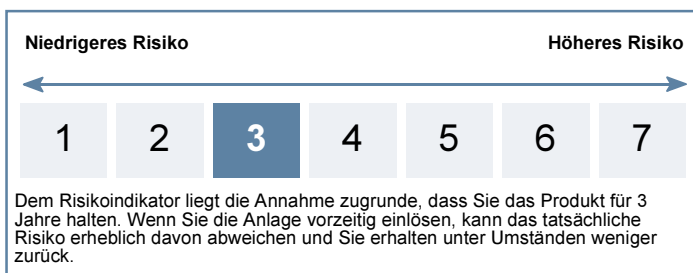 Niedrigeres Risiko Höheres Risiko
1 2 3 4 5 6 7
Dem Risikoindikator liegt die Annahme zugrunde, dass Sie das Produkt für 3
Jahre halten. Wenn Sie die Anlage vorzeitig einlösen, kann das tatsächliche
Risiko erheblich davon abweichen und Sie erhalten unter Umständen weniger
zurück.